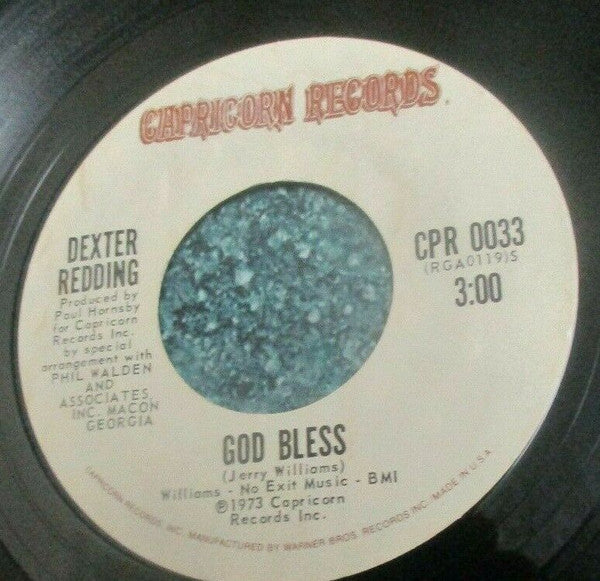 CAPRICORN RECORDS.
DEXTER
REDDING
Produced by
Paul Hornsby
for Capricorn
Records Inc.
by special
arrangement with
PHIL WALDEN
AND
ASSOCIATES
INC. MACON
GEORGIA
CPR 0033
(RGA0119)S
3:00
GOD BLESS
(Jerry Williams)
Williams - No Exit Music - BMI
℗1973 Capricorn
Records Inc.
CAPRICORN RECORDS, INC. MANUFACTURED BY WARNER BROS. RECORDS INC. MADE IN U.S.A.